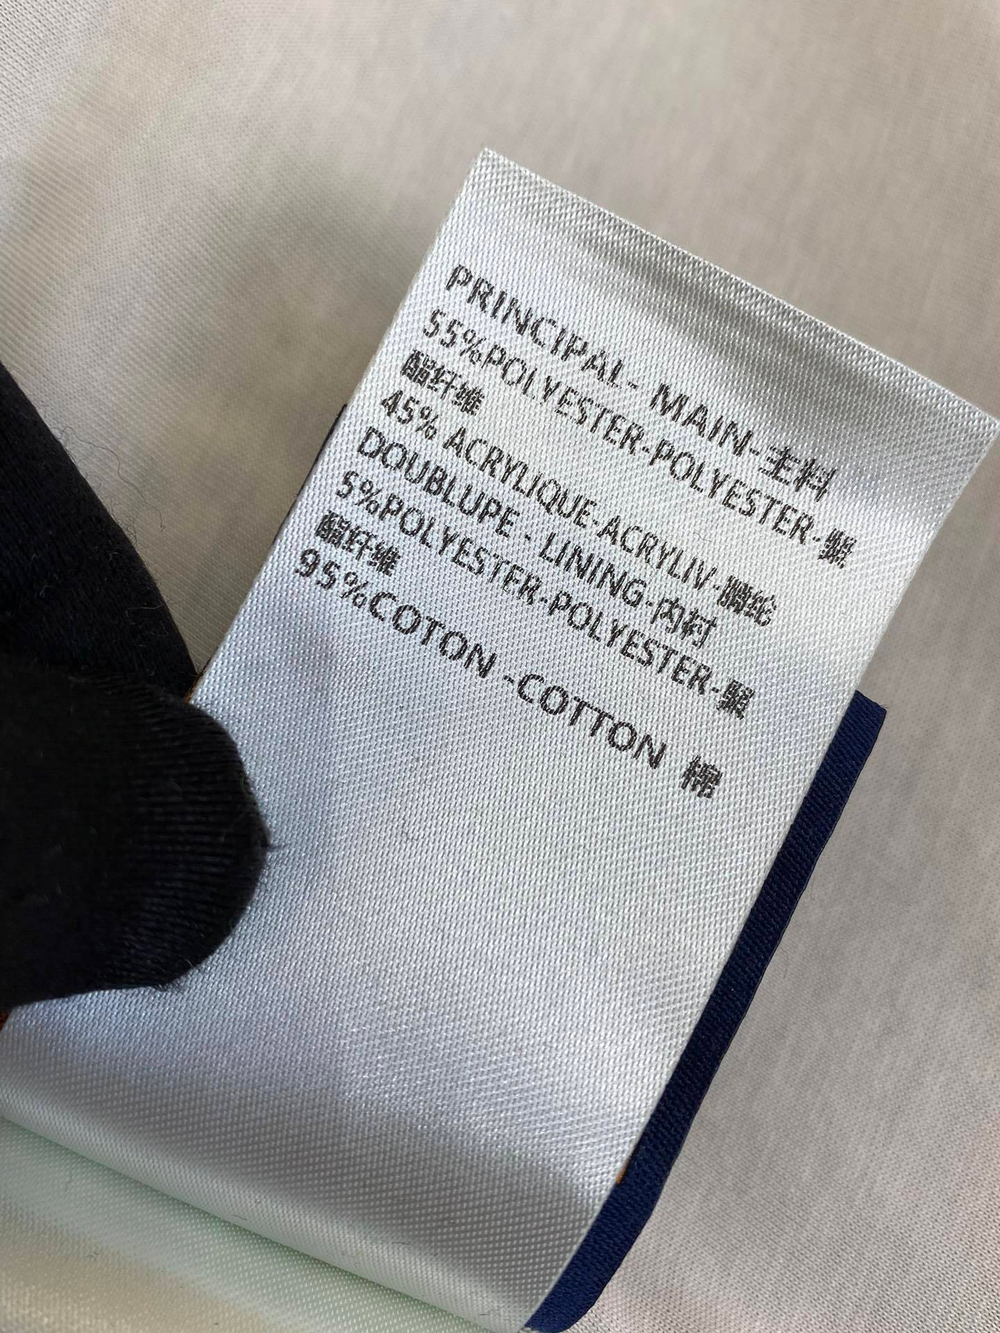 PRINCIPAL- MAIN-主料
55%POLYESTER-POLYESTER-聚
酯纤维
45% ACRYLIQUE-ACRYLIV-腈纶
DOUBLUPE - LINING-内衬
5%POLYESTFR-POLYESTER-聚
酯纤维
95%COTON -COTTON 棉